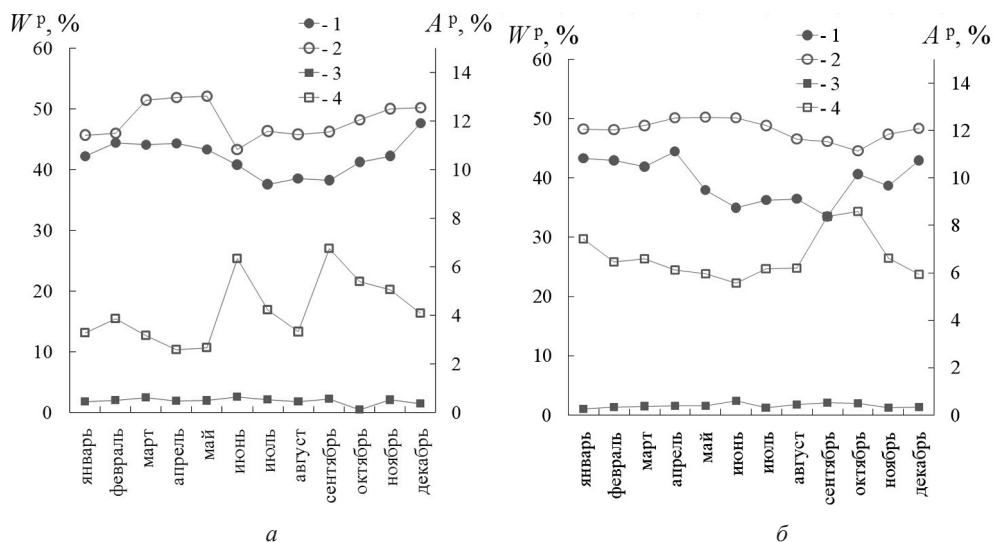 W р, %
A р, %
- 1
- 2
- 3
- 4
60
50
40
30
20
10
0
14
12
10
8
6
4
2
0
январь
февраль
март
апрель
май
июнь
июль
август
сентябрь
октябрь
ноябрь
декабрь
а
W р, %
A р, %
- 1
- 2
- 3
- 4
60
50
40
30
20
10
0
14
12
10
8
6
4
2
0
январь
февраль
март
апрель
май
июнь
июль
август
сентябрь
октябрь
ноябрь
декабрь
б